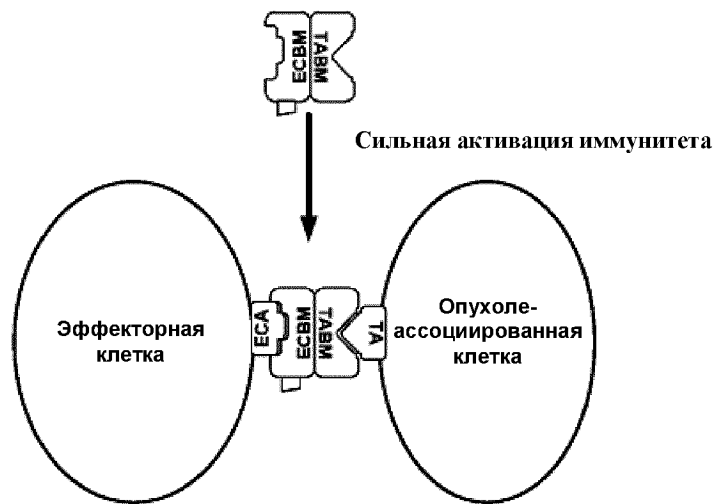 ECBM
TABM
Сильная активация иммунитета
Эффекторная
клетка
ECA
ECBM
TABM
TA
Опухоле-
ассоциированная
клетка